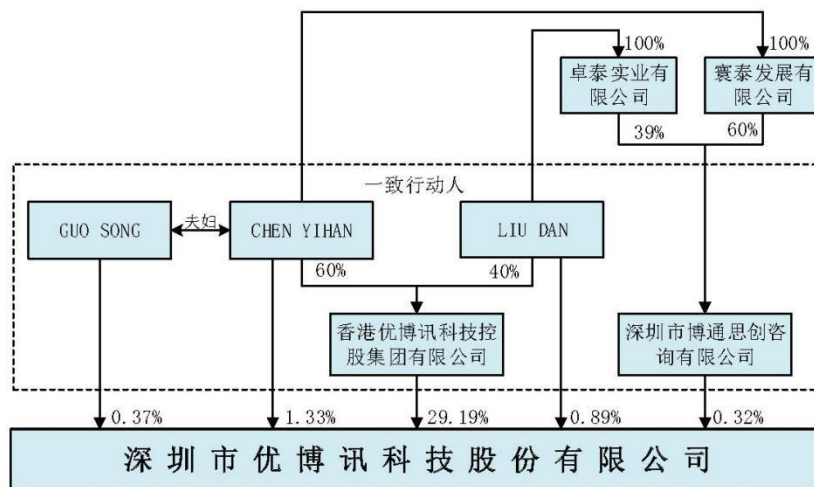 100%
100%
卓泰实业有
限公司
寰泰发展有
限公司
39%
60%
一致行动人
GUO SONG
夫妇
CHEN YIHAN
LIU DAN
60%
40%
香港优博讯科技控
股集团有限公司
深圳市博通思创咨
询有限公司
0.37%
1.33%
29.19%
0.89%
0.32%
深圳市优博讯科技股份有限公司